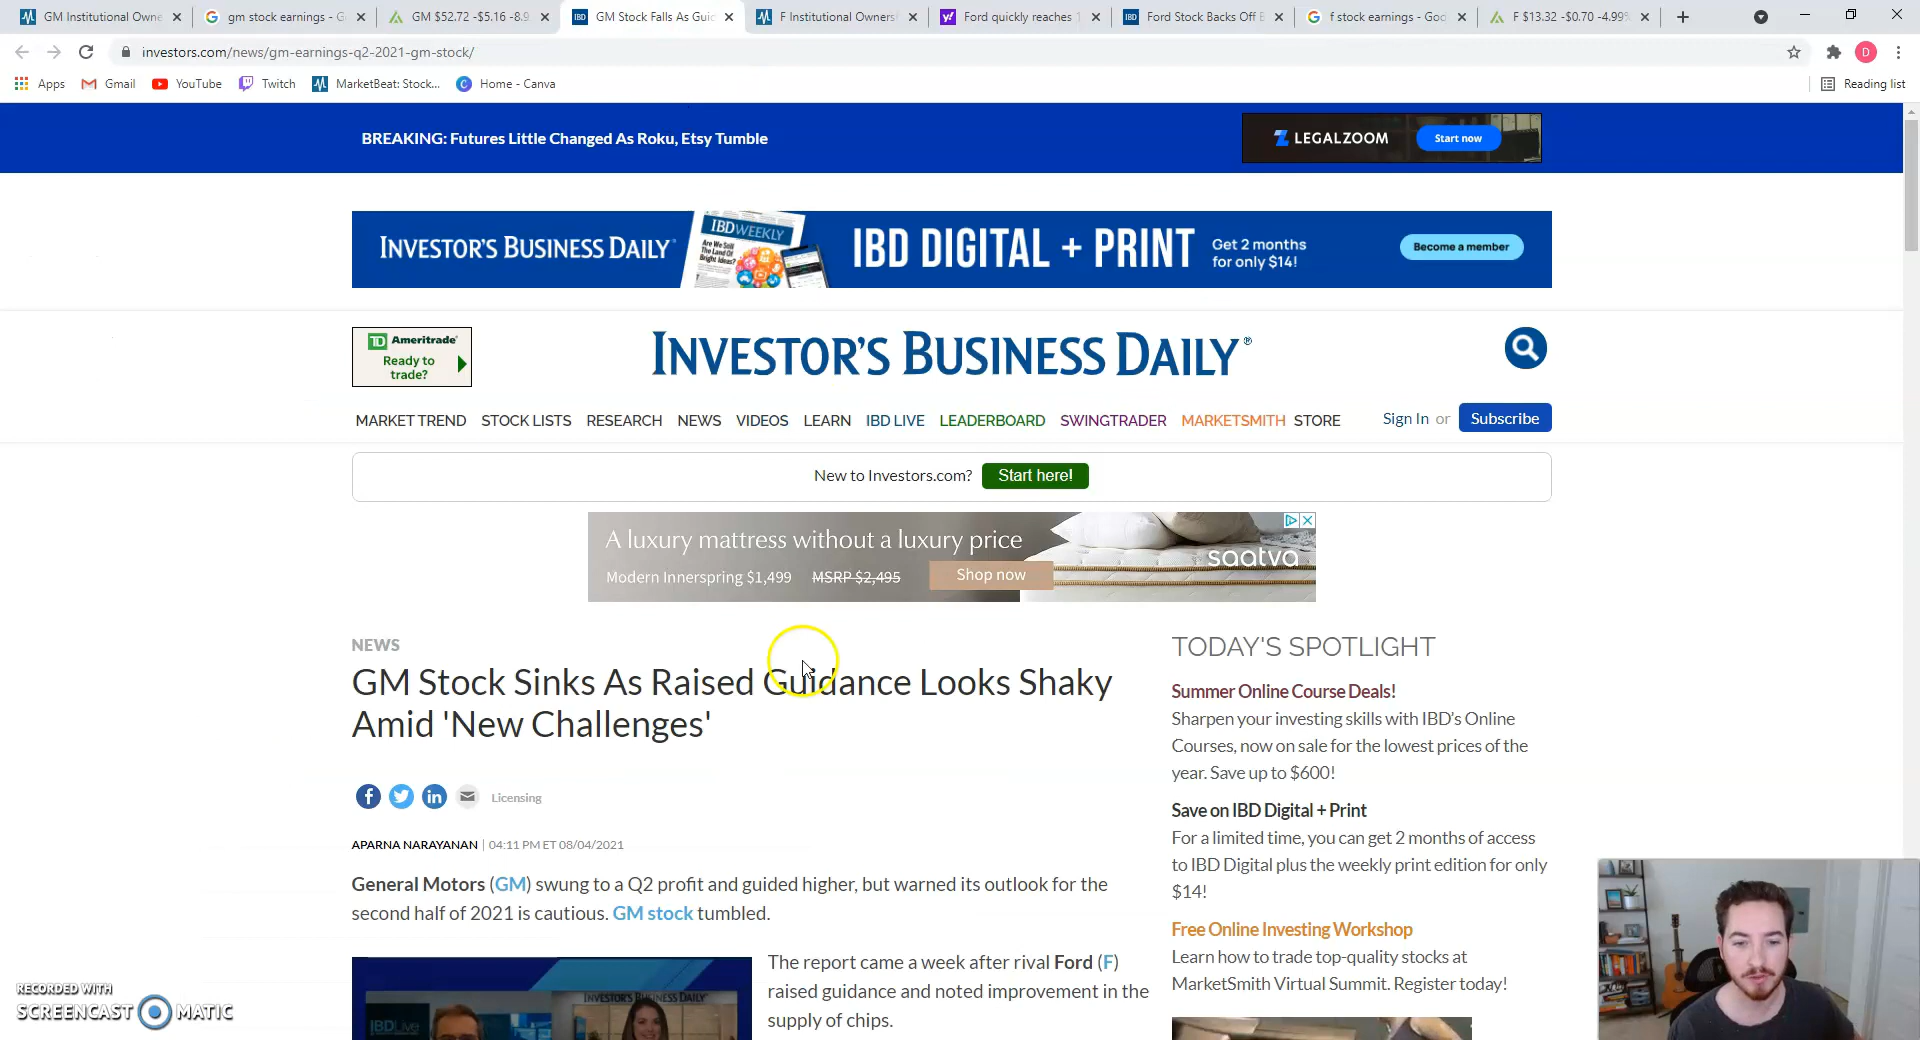 GM Institutional Owne
gm stock earnings - G
GM $52.72 -$5.16 -8.9
GM Stock Falls As Guid
F Institutional Owners
Ford quickly reaches 1
Ford Stock Backs Off B
f stock earnings - Goo
F $13.32 -$0.70 -4.99%
investors.com/news/gm-earnings-q2-2021-gm-stock/
D
Apps
Gmail
YouTube
Twitch
MarketBeat: Stock...
Home - Canva
Reading list
BREAKING: Futures Little Changed As Roku, Etsy Tumble
LEGALZOOM
Start now
INVESTOR'S BUSINESS DAILY
IBD WEEKLY
IBD DIGITAL + PRINT
Get 2 months
for only $14!
Become a member
TD Ameritrade
Ready to
trade?
INVESTOR'S BUSINESS DAILY®
MARKET TREND STOCK LISTS RESEARCH NEWS VIDEOS LEARN IBD LIVE LEADERBOARD SWINGTRADER MARKETSMITH STORE
Sign In or Subscribe
New to Investors.com? Start here!
A luxury mattress without a luxury price
Modern Innerspring $1,499 MSRP $2,495
Shop now
saatva
NEWS
GM Stock Sinks As Raised Guidance Looks Shaky
Amid 'New Challenges'
Licensing
APARNA NARAYANAN | 04:11 PM ET 08/04/2021
General Motors (GM) swung to a Q2 profit and guided higher, but warned its outlook for the
second half of 2021 is cautious. GM stock tumbled.
INVESTOR'S BUSINESS DAILY
IBDLive
The report came a week after rival Ford (F)
raised guidance and noted improvement in the
supply of chips.
TODAY'S SPOTLIGHT
Summer Online Course Deals!
Sharpen your investing skills with IBD's Online
Courses, now on sale for the lowest prices of the
year. Save up to $600!
Save on IBD Digital + Print
For a limited time, you can get 2 months of access
to IBD Digital plus the weekly print edition for only
$14!
Free Online Investing Workshop
Learn how to trade top-quality stocks at
MarketSmith Virtual Summit. Register today!
RECORDED WITH
SCREENCAST MATIC